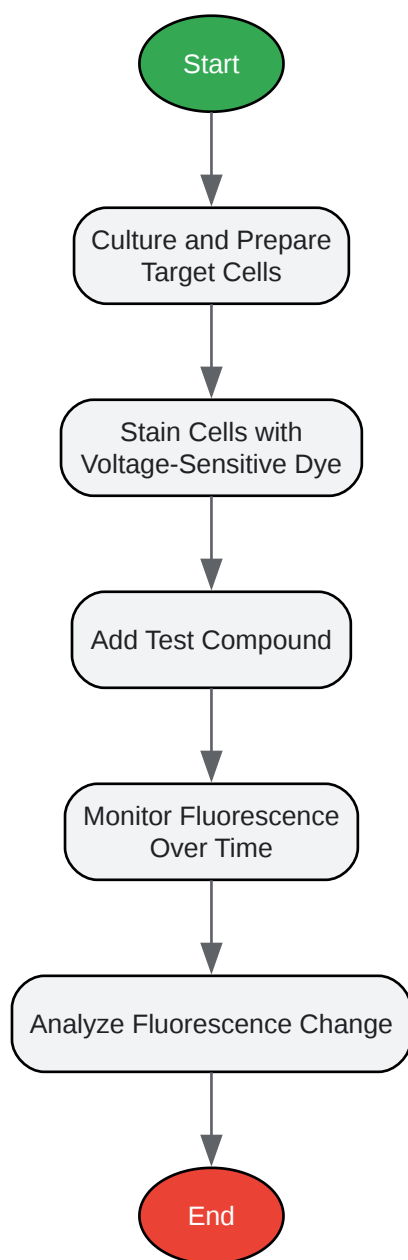 Start
Culture and Prepare
Target Cells
Stain Cells with
Voltage-Sensitive Dye
Add Test Compound
Monitor Fluorescence
Over Time
Analyze Fluorescence Change
End